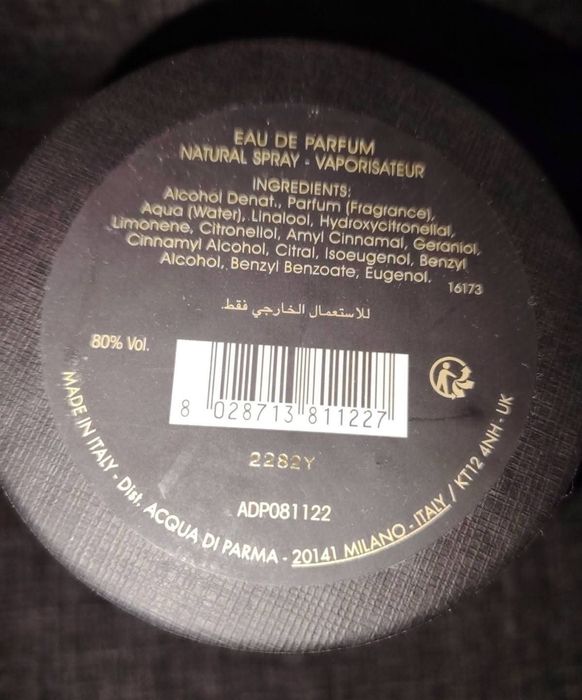 EAU DE PARFUM
NATURAL SPRAY - VAPORISATEUR
INGREDIENTS:
Alcohol Denat., Parfum (Fragrance),
Aqua (Water), Linalool, Hydroxycitronellal,
Limonene, Citronellol, Amyl Cinnamal, Geraniol,
Cinnamyl Alcohol, Citral, Isoeugenol, Benzyl
Alcohol, Benzyl Benzoate, Eugenol.
16173
للاستعمال الخارجي فقط.
80% Vol.
8 028713 811227
2282Y
ADP081122
MADE IN ITALY - Dist. ACQUA DI PARMA - 20141 MILANO - ITALY / KT12 4NH - UK